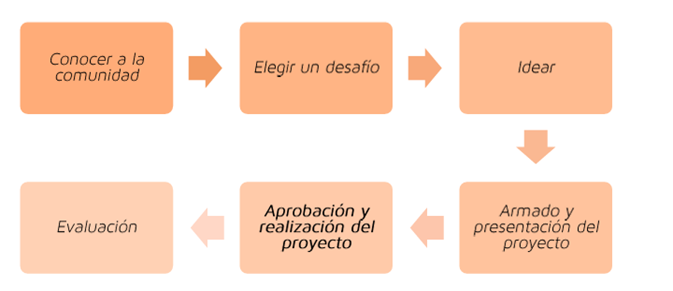 Conocer a la
comunidad
Elegir un desafío
Idear
Armado y
presentación del
proyecto
Aprobación y
realización del
proyecto
Evaluación